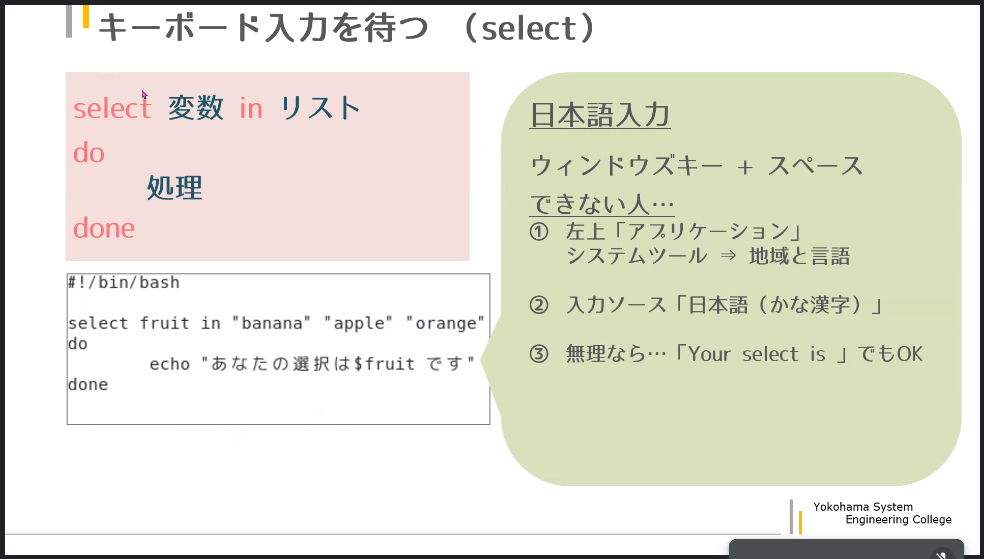 キーボード入力を待つ （select）
select 変数 in リスト
do
処理
done
#!/bin/bash
select fruit in "banana" "apple" "orange"
do
echo "あなたの選択は$fruit です"
done
日本語入力
ウィンドウズキー + スペース
できない人…
① 左上「アプリケーション」
システムツール ⇒ 地域と言語
② 入力ソース「日本語（かな漢字）」
③ 無理なら…「Your select is 」でもOK
Yokohama System
Engineering College